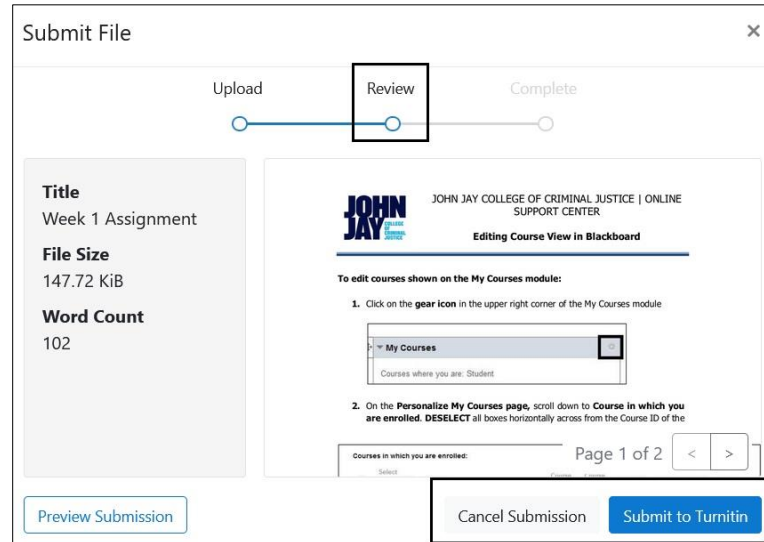 Submit File
×
Upload Review Complete
Title
Week 1 Assignment
File Size
147.72 KiB
Word Count
102
JOHN
JAY
COLLEGE
OF
CRIMINAL
JUSTICE
JOHN JAY COLLEGE OF CRIMINAL JUSTICE | ONLINE
SUPPORT CENTER
Editing Course View in Blackboard
To edit courses shown on the My Courses module:
1. Click on the gear icon in the upper right corner of the My Courses module
My Courses
Courses where you are: Student
2. On the Personalize My Courses page, scroll down to Course in which you
are enrolled. DESELECT all boxes horizontally across from the Course ID of the
Courses in which you are enrolled:
Select
Page 1 of 2 < >
Preview Submission
Cancel Submission
Submit to Turnitin